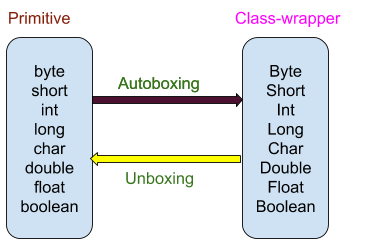 Primitive
Class-wrapper
byte
short
int
long
char
double
float
boolean
Autoboxing
Unboxing
Byte
Short
Int
Long
Char
Double
Float
Boolean